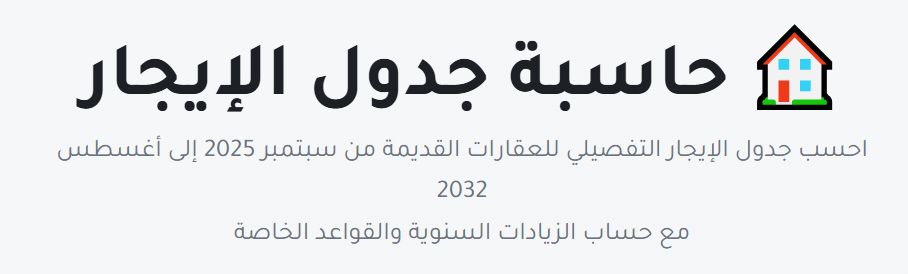 حاسبة جدول الإيجار
احسب جدول الإيجار التفصيلي للعقارات القديمة من سبتمبر 2025 إلى أغسطس
2032
مع حساب الزيادات السنوية والقواعد الخاصة